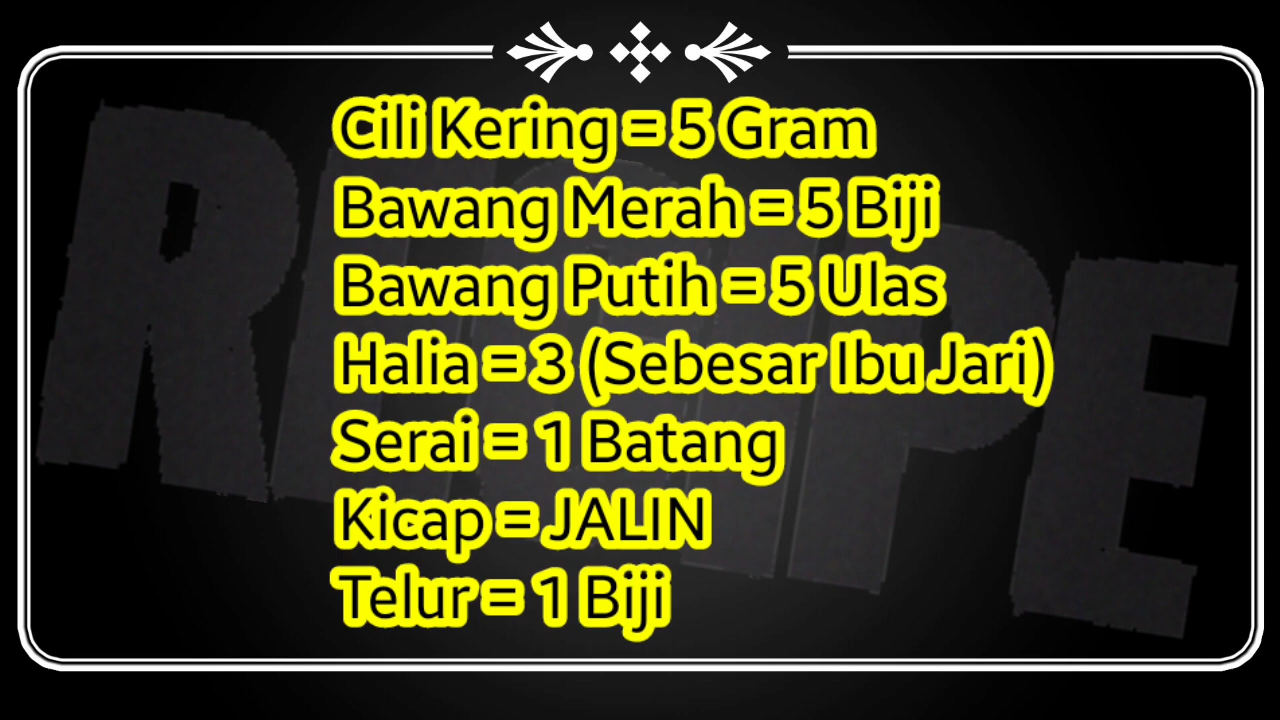 RECIPE
Cili Kering = 5 Gram
Bawang Merah = 5 Biji
Bawang Putih = 5 Ulas
Halia = 3 (Sebesar Ibu Jari)
Serai = 1 Batang
Kicap = JALIN
Telur = 1 Biji